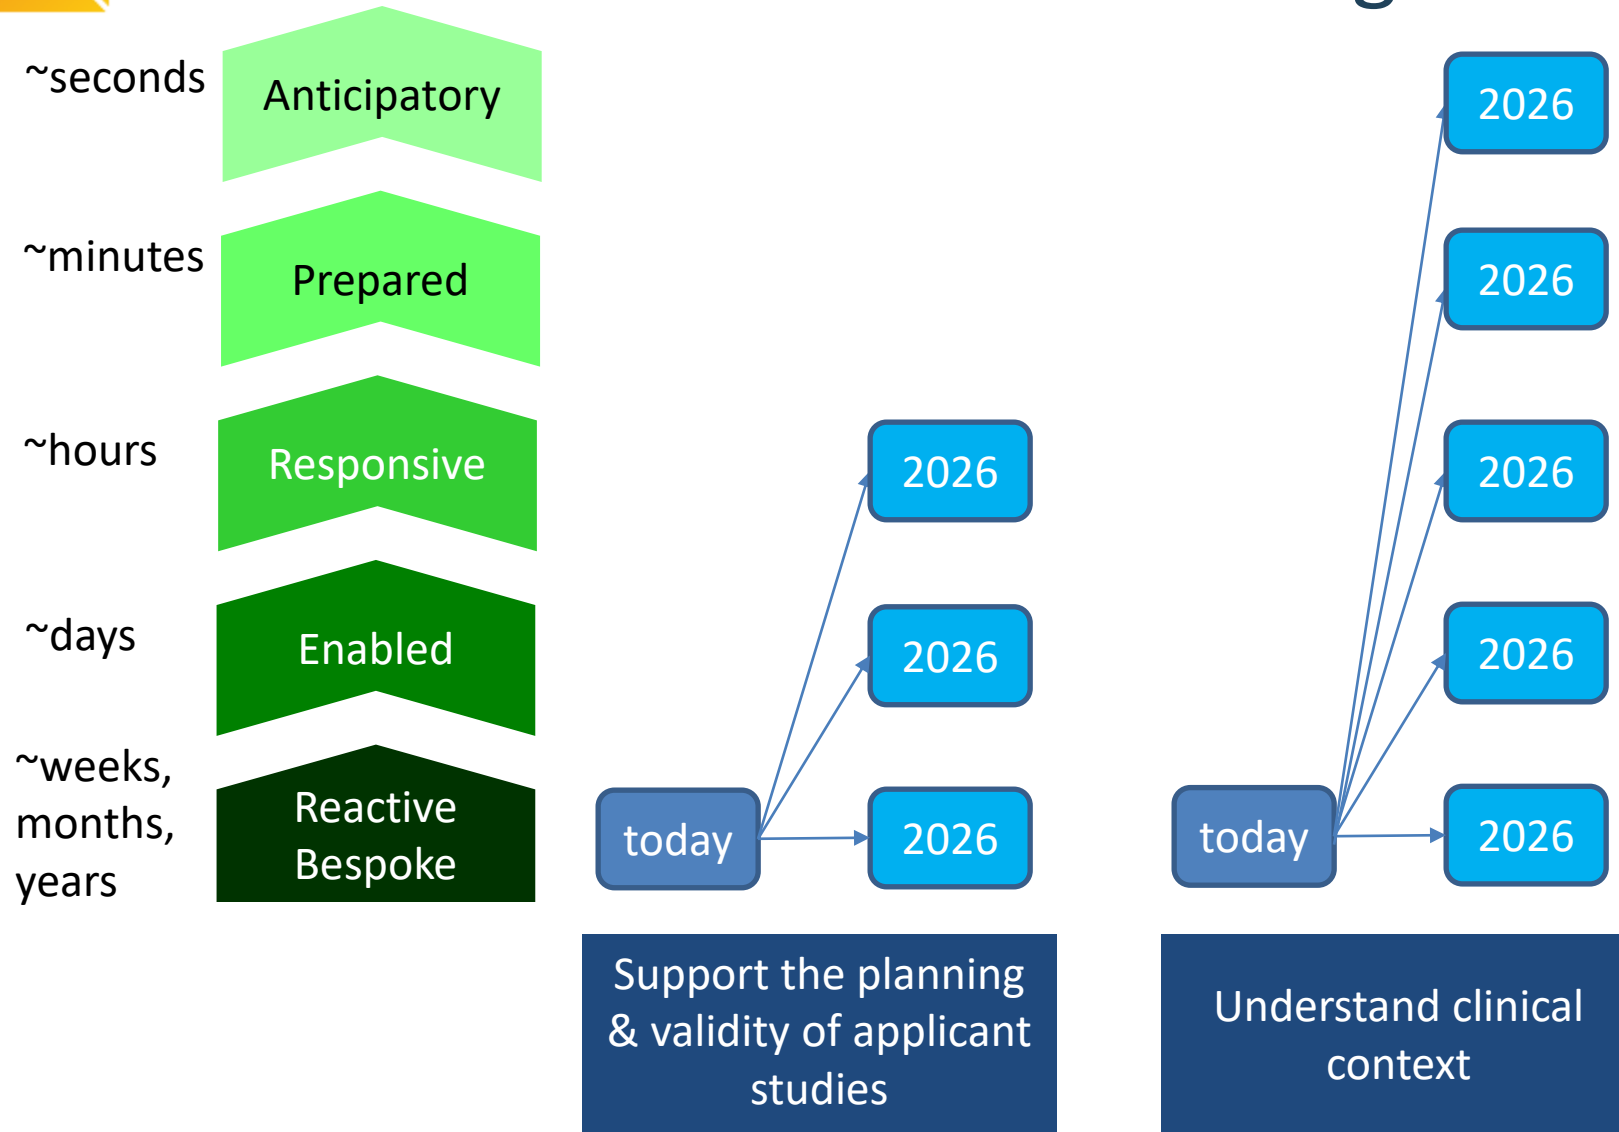 ~seconds
Anticipatory
2026
~minutes
Prepared
2026
~hours
Responsive
2026
2026
~days
Enabled
2026
2026
~weeks,
months,
years
Reactive
Bespoke
today
2026
today
2026
Support the planning
& validity of applicant
studies
Understand clinical
context